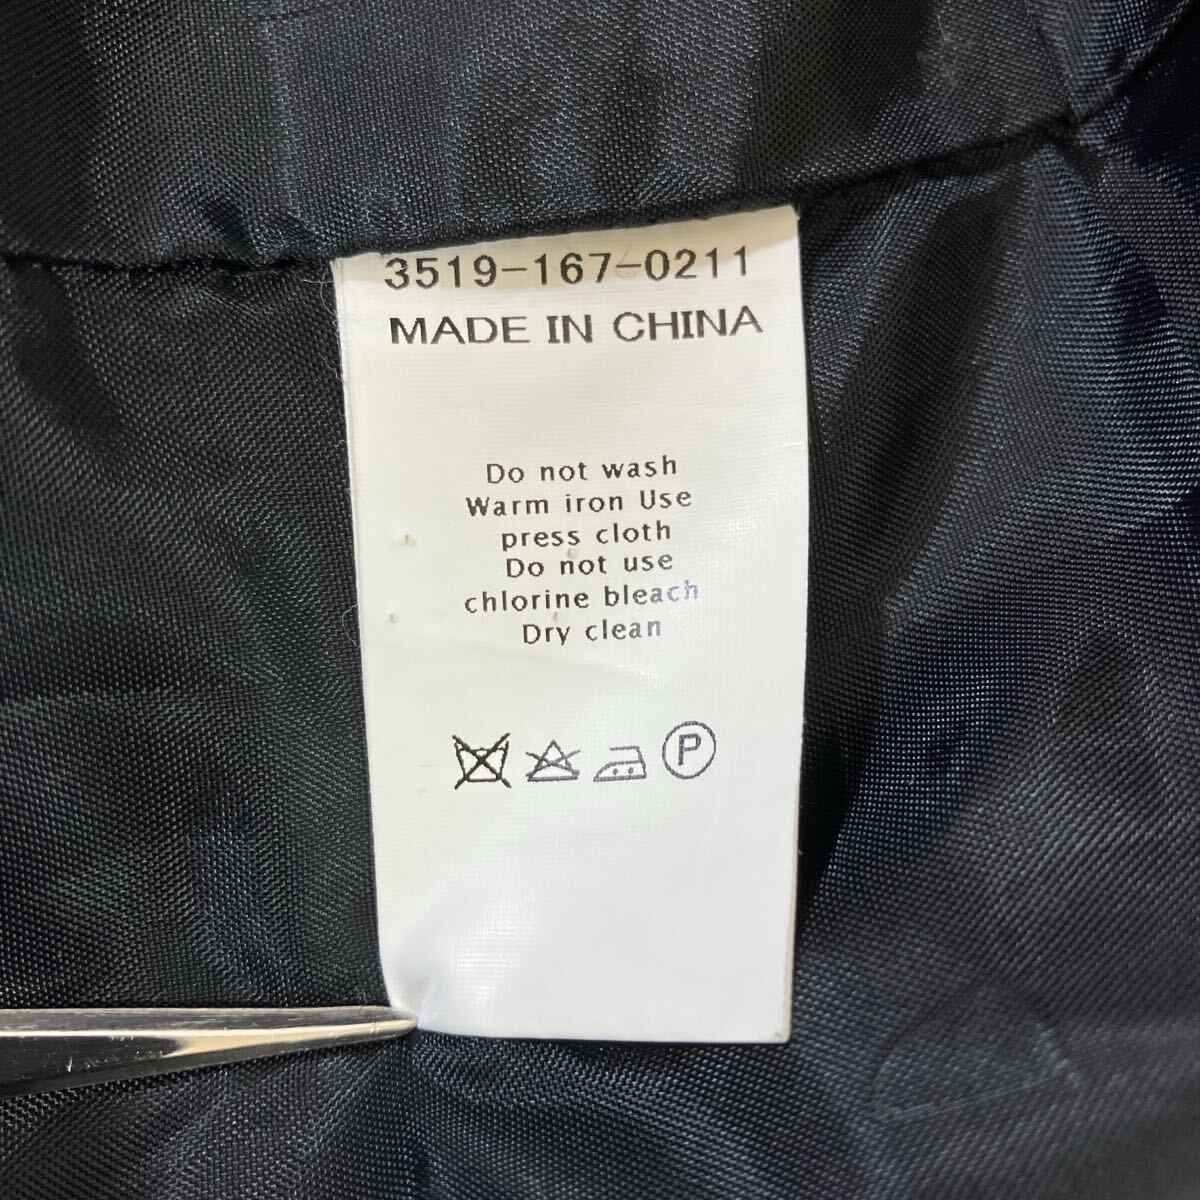 3519-167-0211
MADE IN CHINA
Do not wash
Warm iron Use
press cloth
Do not use
chlorine bleach
Dry clean
P